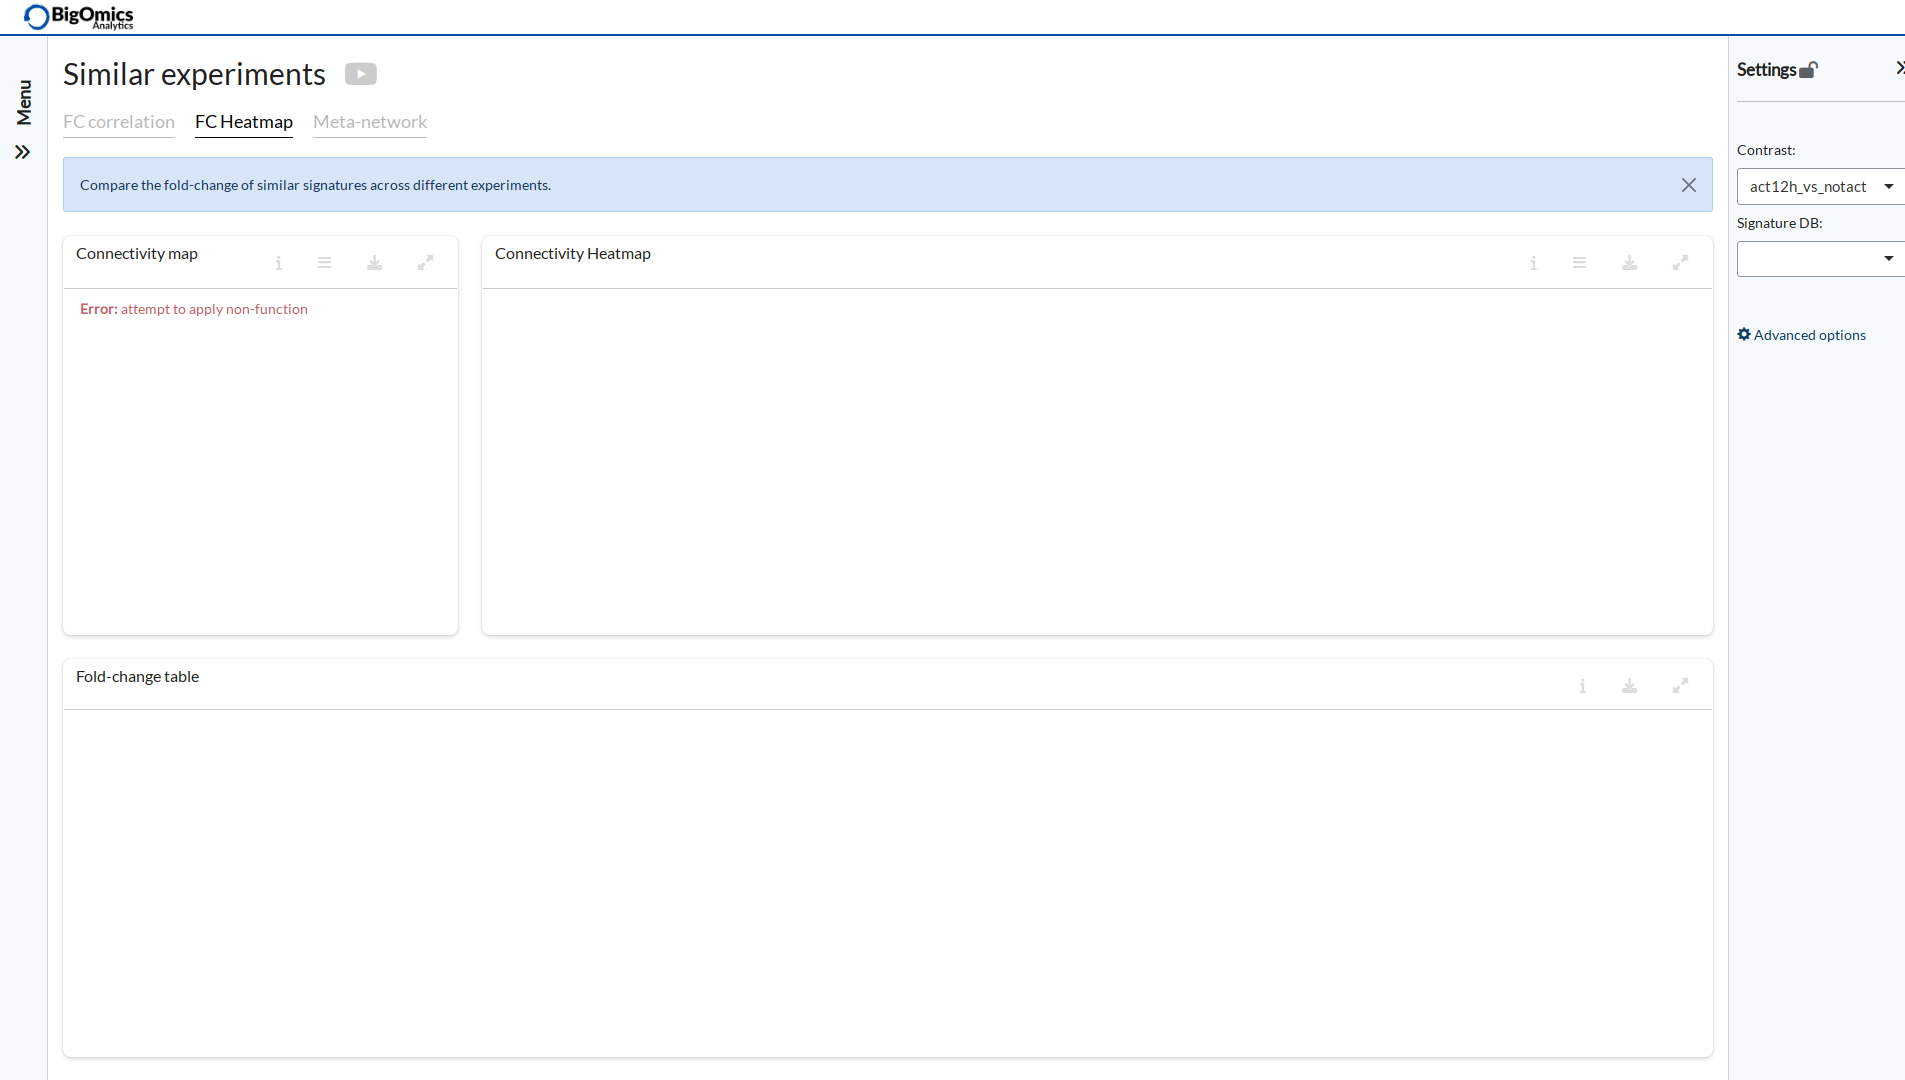 BigOmics
Analytics
Menu
Similar experiments
FC correlation FC Heatmap Meta-network
Compare the fold-change of similar signatures across different experiments.
Connectivity map
Error: attempt to apply non-function
Connectivity Heatmap
Fold-change table
Settings
Contrast:
act12h_vs_notact
Signature DB:
Advanced options